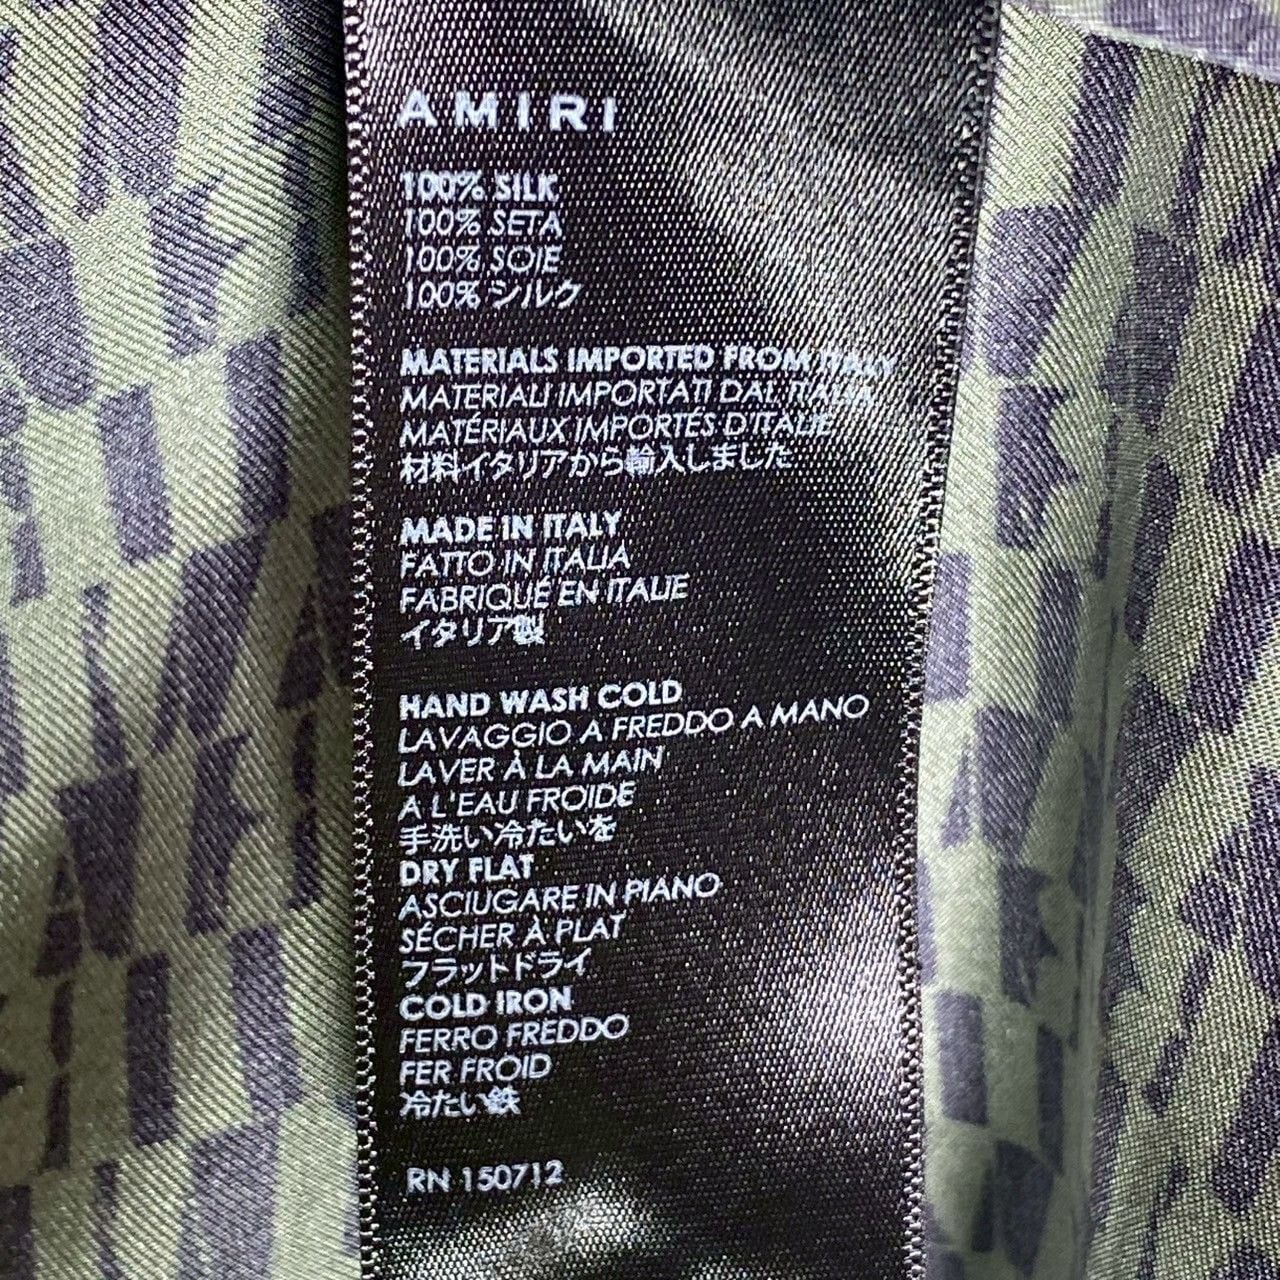 AMIRI
100% SILK
100% SETA
100% SOIE
100% シルク
MATERIALS IMPORTED FROM ITALY
MATERIALI IMPORTATI DAL ITALIA
MATÉRIAUX IMPORTÉS D'ITALIE
材料イタリアから輸入しました
MADE IN ITALY
FATTO IN ITALIA
FABRIQUÉ EN ITALIE
イタリア製
HAND WASH COLD
LAVAGGIO A FREDDO A MANO
LAVER À LA MAIN
A L'EAU FROIDE
手洗い冷たいを
DRY FLAT
ASCIUGARE IN PIANO
SÉCHER À PLAT
フラットドライ
COLD IRON
FERRO FREDDO
FER FROID
冷たい鉄
RN 150712